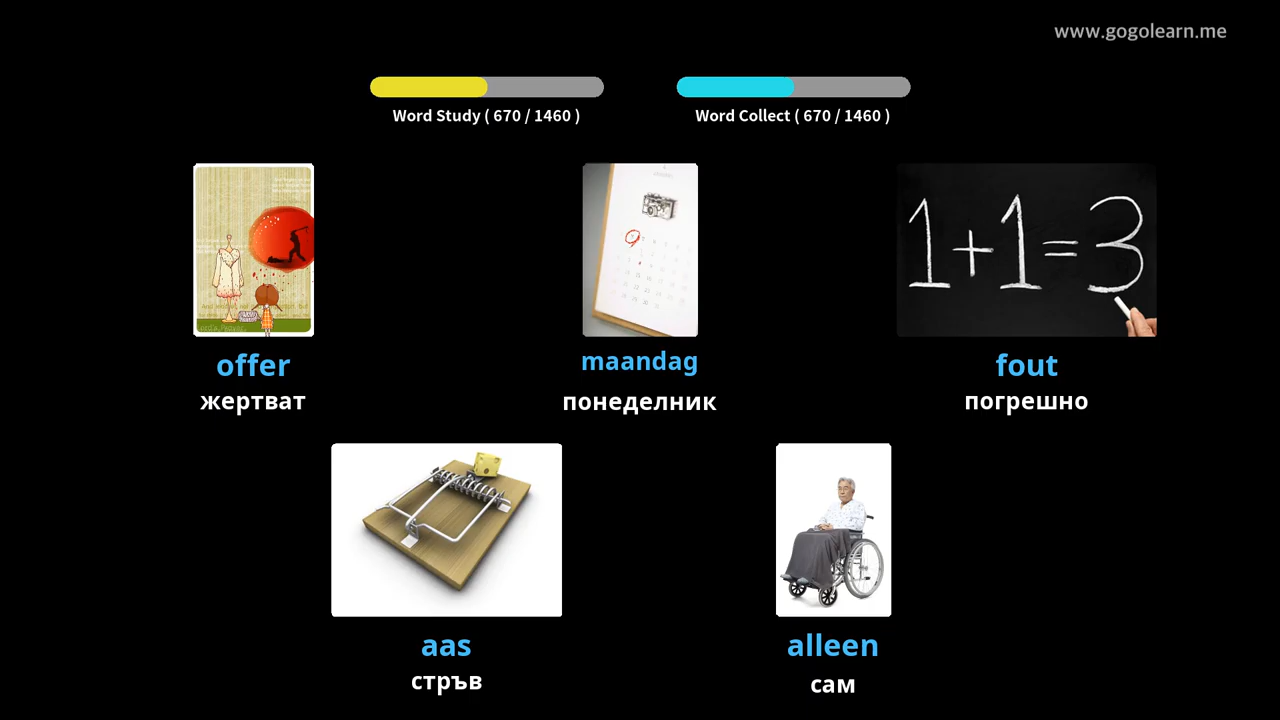 www.gogolearn.me
Word Study ( 670 / 1460 )
Word Collect ( 670 / 1460 )
1+1=3
offer
жертват
maandag
понеделник
fout
погрешно
aas
стръв
alleen
сам